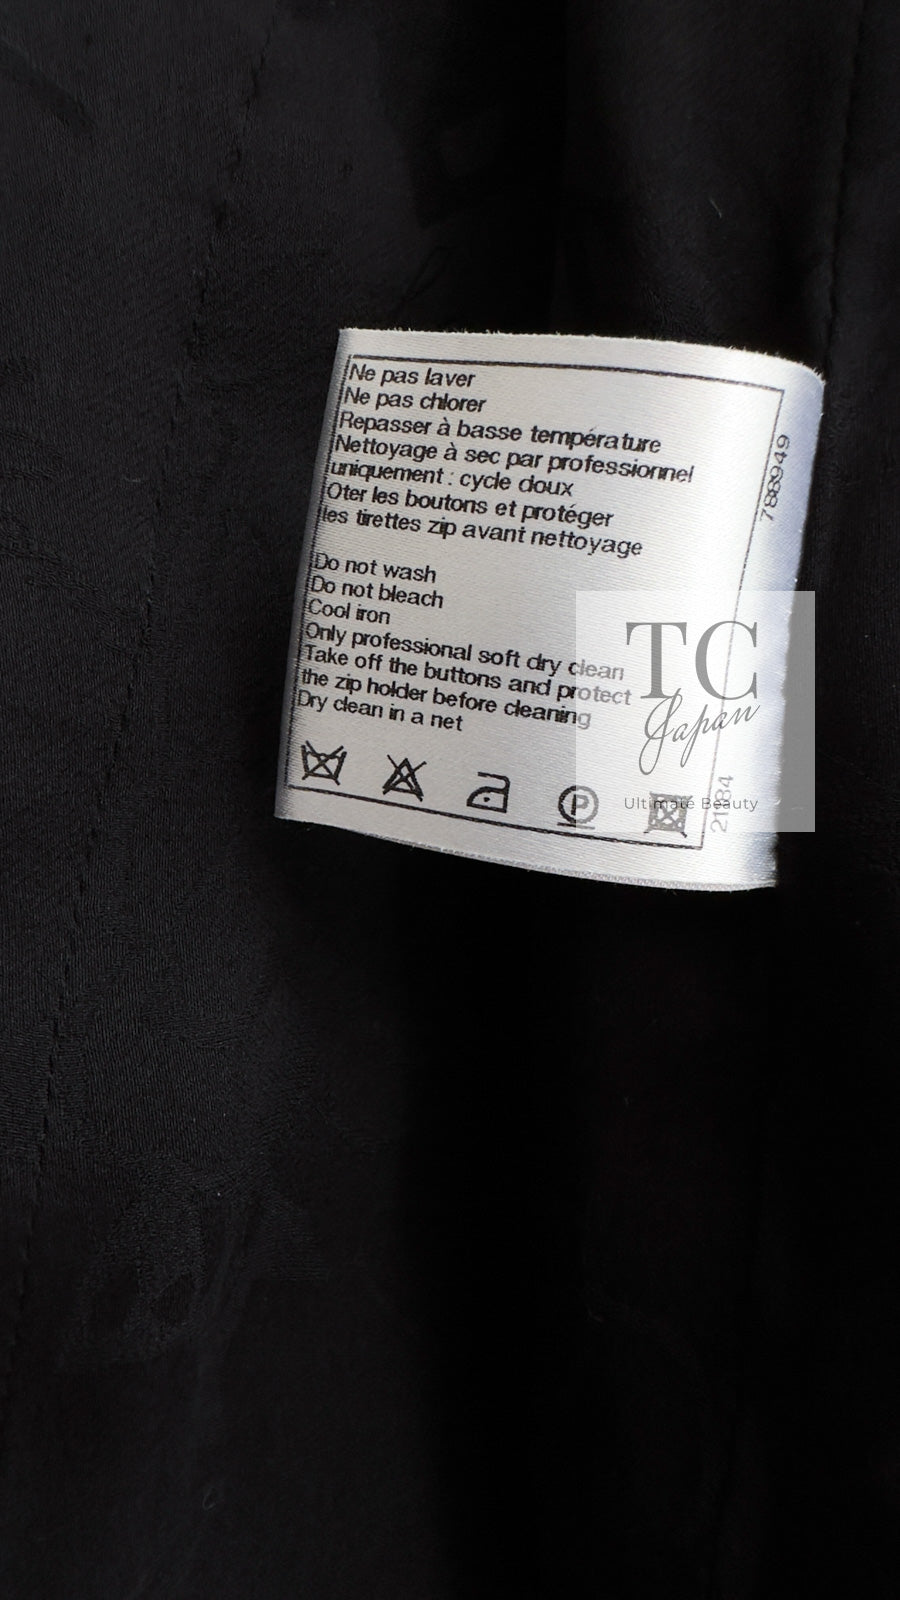 Ne pas laver
Ne pas chlorer
Repasser à basse température
Nettoyage à sec par professionnel
uniquement : cycle doux
Oter les boutons et protéger
les tirettes zip avant nettoyage
Do not wash
Do not bleach
Cool iron
Only professional soft dry clean
Take off the buttons and protect
the zip holder before cleaning
Dry clean in a net
P
788949
TC
Japan
Ultimate Beauty